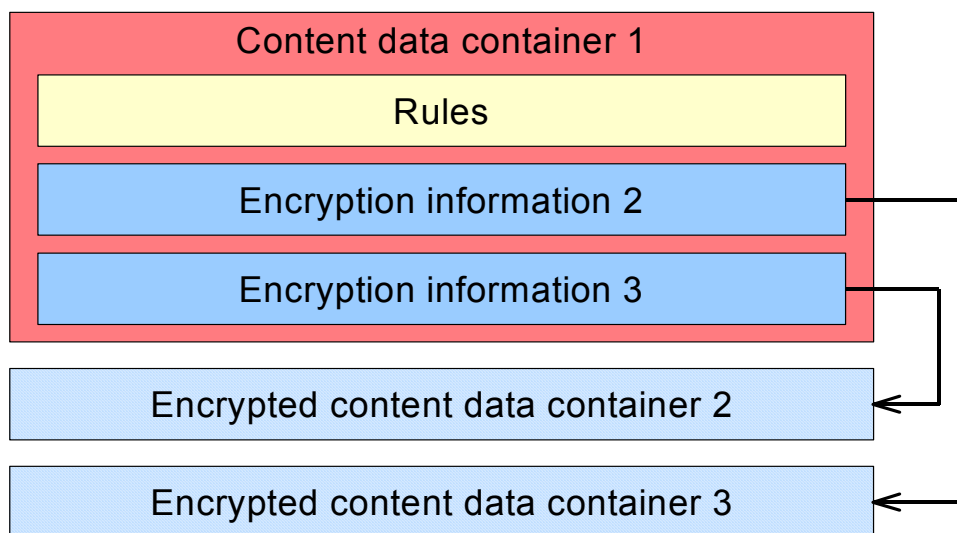 Content data container 1
Rules
Encryption information 2
Encryption information 3
Encrypted content data container 2
Encrypted content data container 3